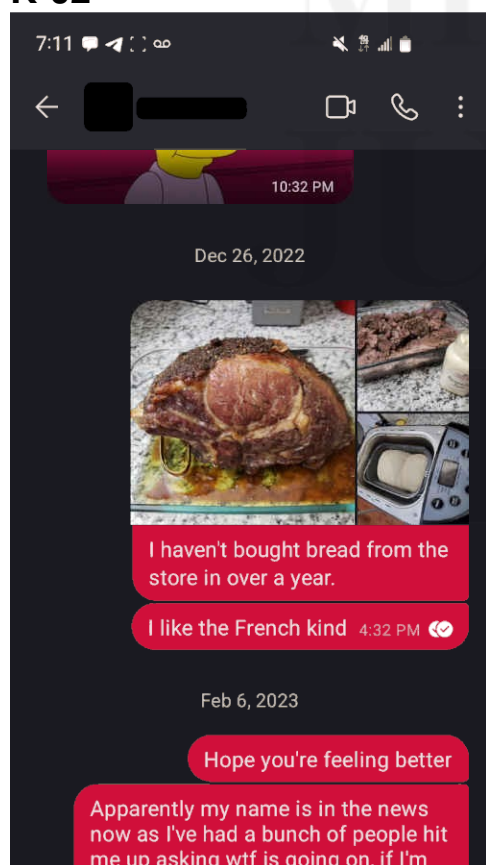 7:11
10:32 PM
Dec 26, 2022
I haven't bought bread from the
store in over a year.
I like the French kind 4:32 PM
Feb 6, 2023
Hope you're feeling better
Apparently my name is in the news
now as I've had a bunch of people hit
me up asking wtf is going on, if I'm